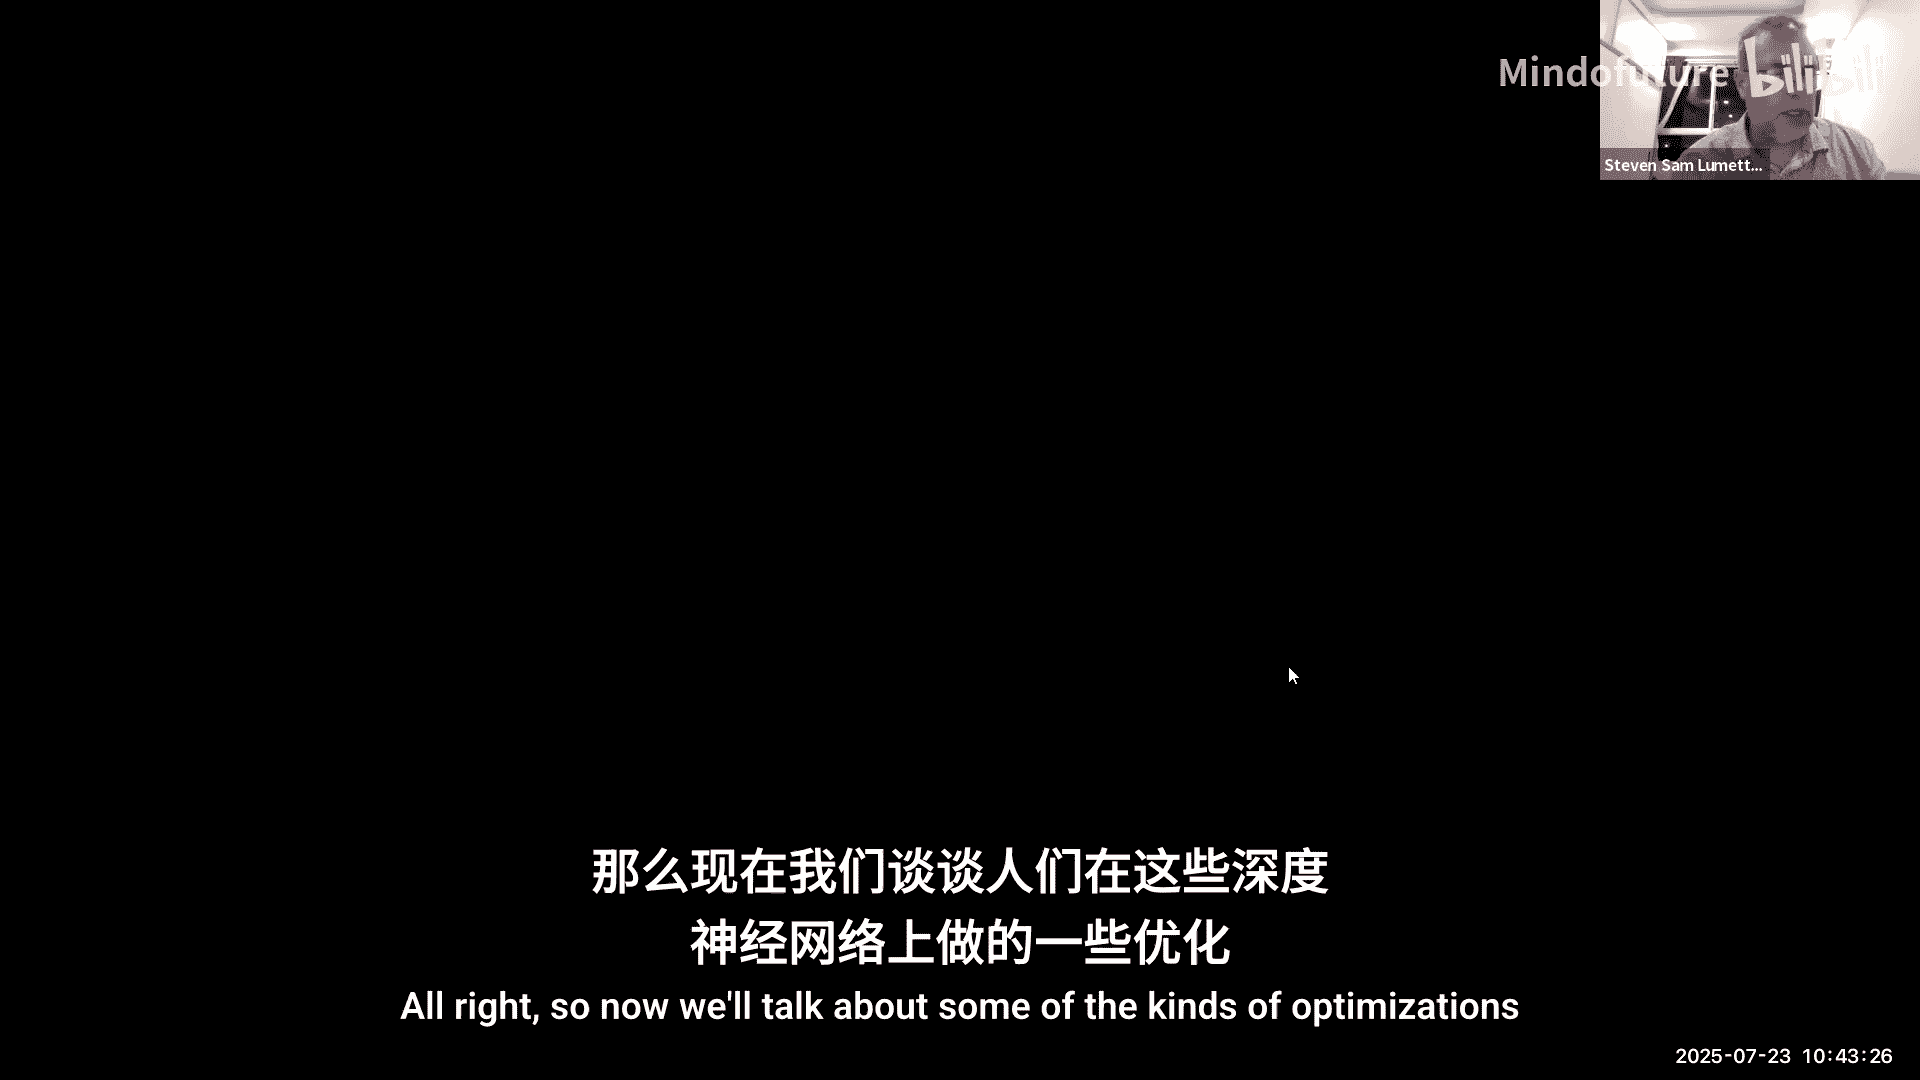 Mindofuture bilibili
Steven Sam Lumett...
那么现在我们谈谈人们在这些深度
神经网络上做的一些优化
All right, so now we'll talk about some of the kinds of optimizations
2025-07-23 10:43:26